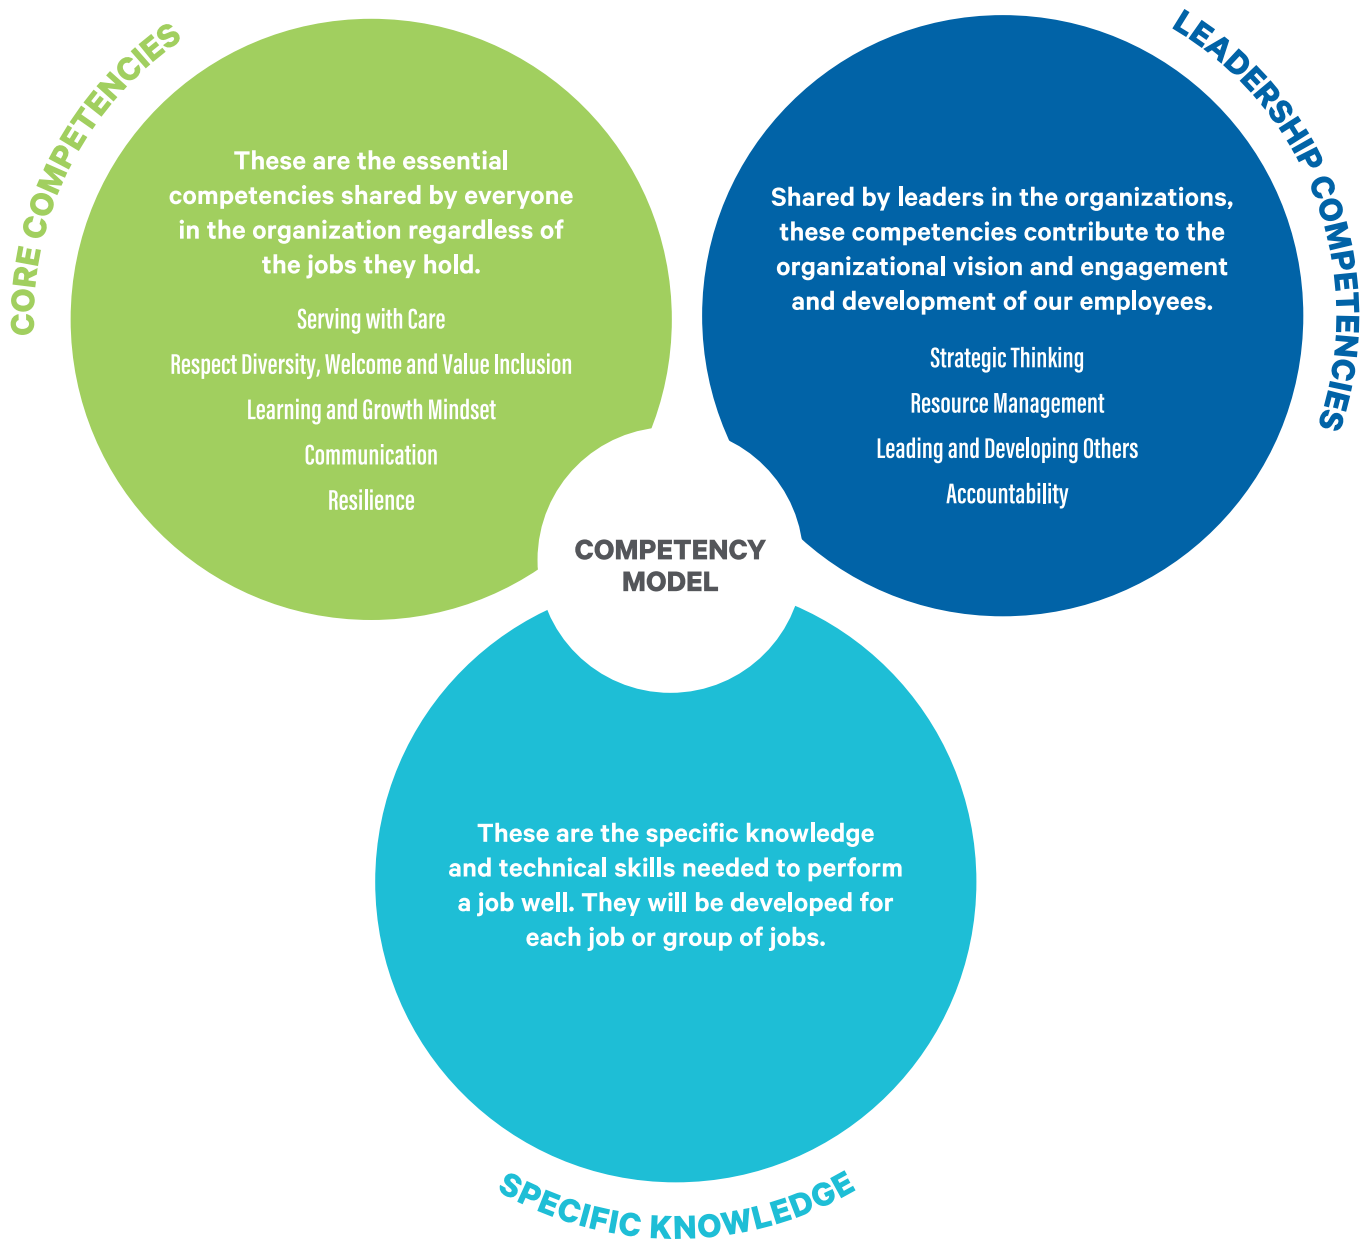 CORE COMPETENCIES
These are the essential
competencies shared by everyone
in the organization regardless of
the jobs they hold.
Serving with Care
Respect Diversity, Welcome and Value Inclusion
Learning and Growth Mindset
Communication
Resilience
LEADERSHIP COMPETENCIES
Shared by leaders in the organizations,
these competencies contribute to the
organizational vision and engagement
and development of our employees.
Strategic Thinking
Resource Management
Leading and Developing Others
Accountability
COMPETENCY
MODEL
These are the specific knowledge
and technical skills needed to perform
a job well. They will be developed for
each job or group of jobs.
SPECIFIC KNOWLEDGE